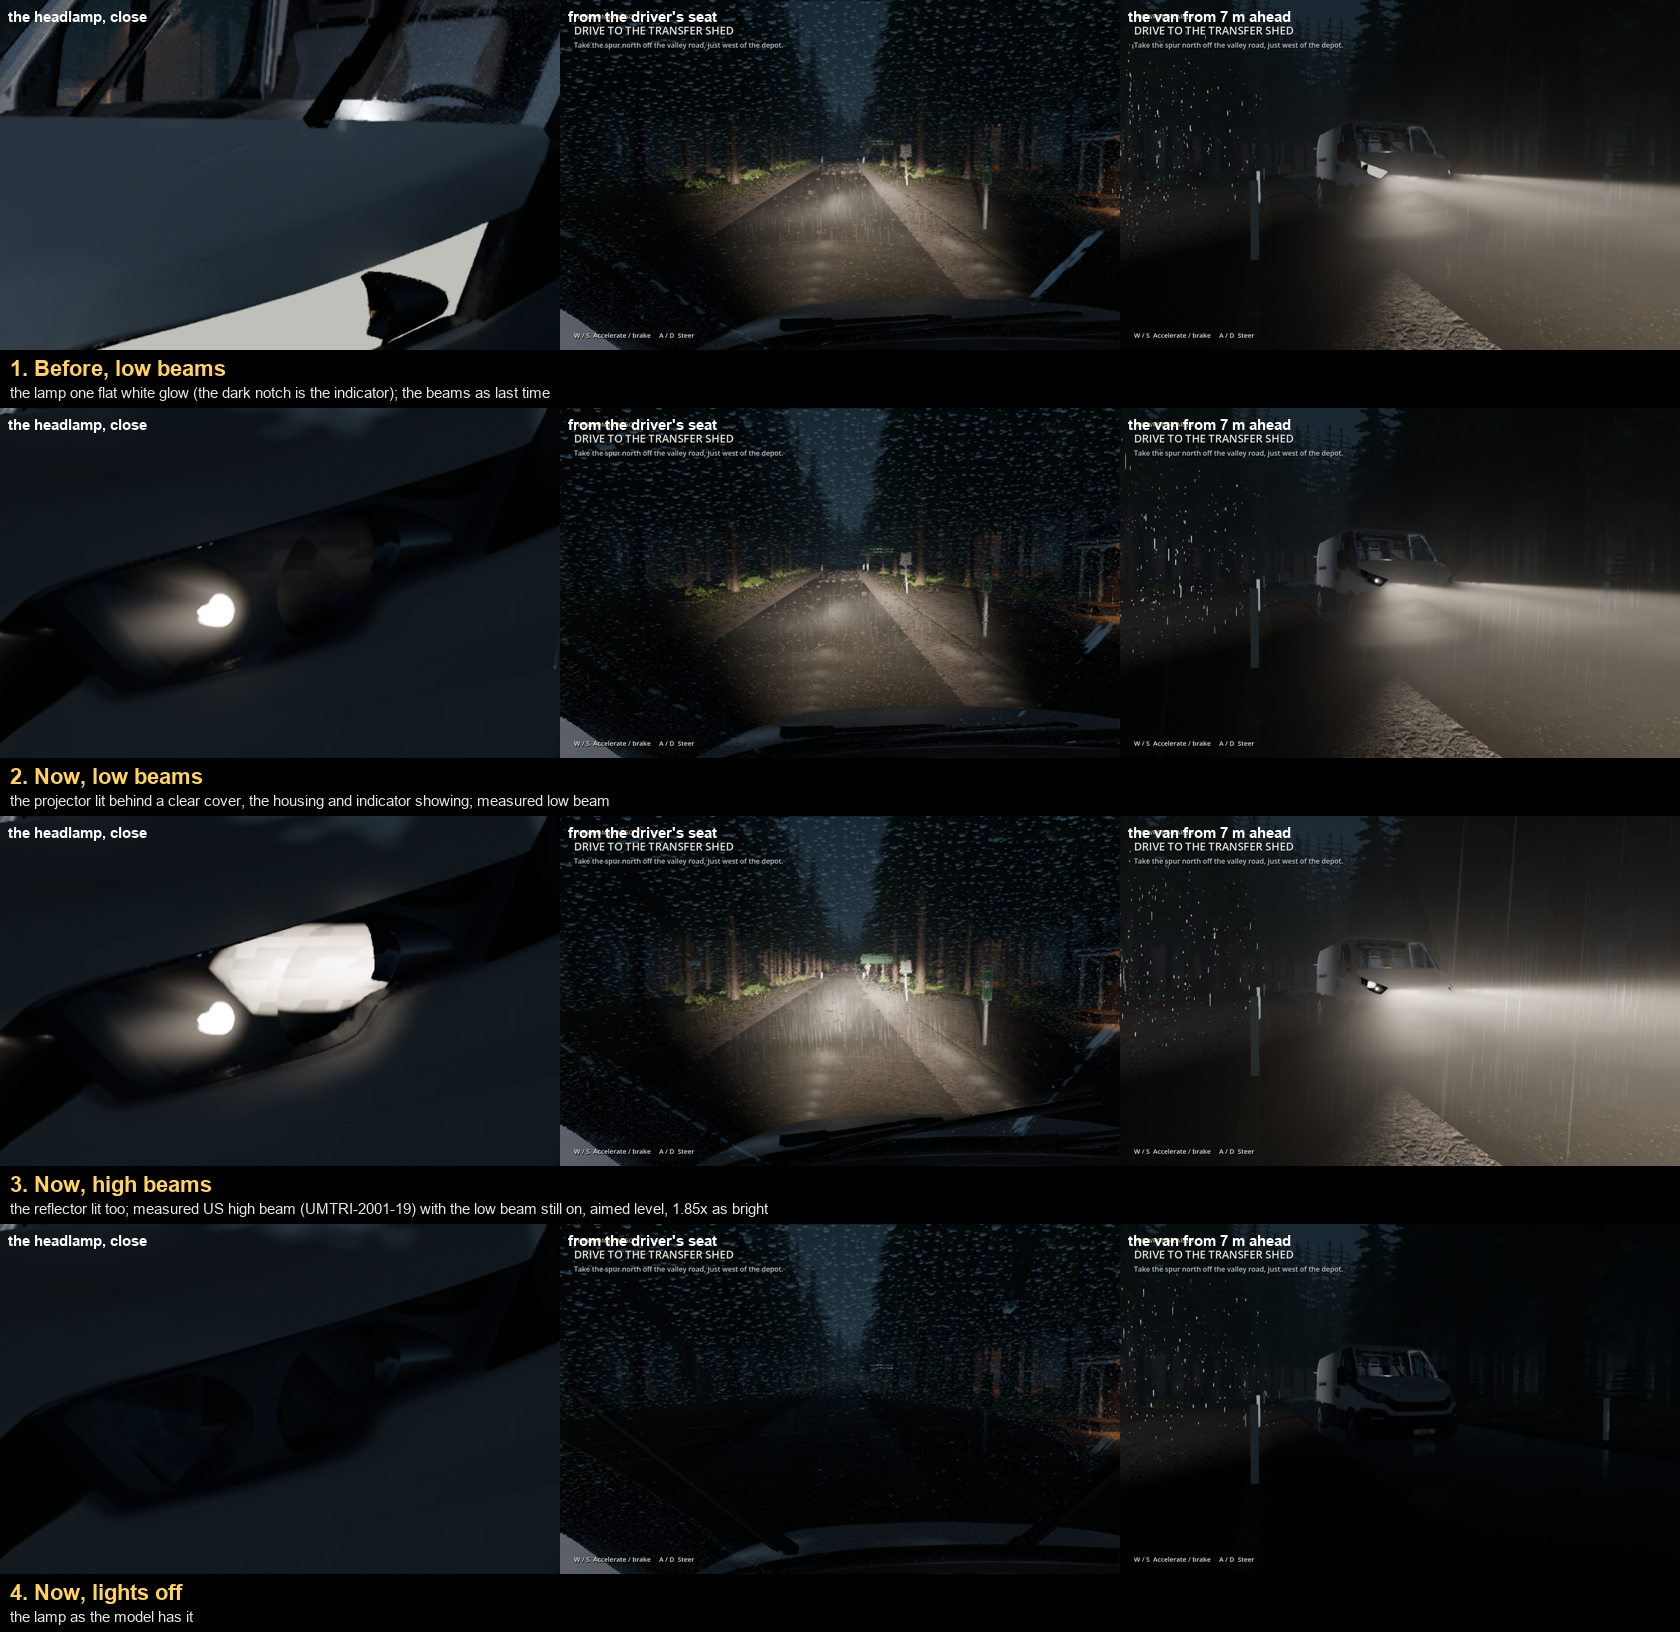 the headlamp, close
from the driver's seat
DRIVE TO THE TRANSFER SHED
Take the spur north off the valley road, just west of the depot.
W / S Accelerate / brake A / D Steer
the van from 7 m ahead
DRIVE TO THE TRANSFER SHED
Take the spur north off the valley road, just west of the depot.
W / S Accelerate / brake A / D Steer
1. Before, low beams
the lamp one flat white glow (the dark notch is the indicator); the beams as last time
the headlamp, close
from the driver's seat
DRIVE TO THE TRANSFER SHED
Take the spur north off the valley road, just west of the depot.
W / S Accelerate / brake A / D Steer
the van from 7 m ahead
DRIVE TO THE TRANSFER SHED
Take the spur north off the valley road, just west of the depot.
W / S Accelerate / brake A / D Steer
2. Now, low beams
the projector lit behind a clear cover, the housing and indicator showing; measured low beam
the headlamp, close
from the driver's seat
DRIVE TO THE TRANSFER SHED
Take the spur north off the valley road, just west of the depot.
W / S Accelerate / brake A / D Steer
the van from 7 m ahead
DRIVE TO THE TRANSFER SHED
Take the spur north off the valley road, just west of the depot.
W / S Accelerate / brake A / D Steer
3. Now, high beams
the reflector lit too; measured US high beam (UMTRI-2001-19) with the low beam still on, aimed level, 1.85x as bright
the headlamp, close
from the driver's seat
DRIVE TO THE TRANSFER SHED
Take the spur north off the valley road, just west of the depot.
W / S Accelerate / brake A / D Steer
the van from 7 m ahead
DRIVE TO THE TRANSFER SHED
Take the spur north off the valley road, just west of the depot.
W / S Accelerate / brake A / D Steer
4. Now, lights off
the lamp as the model has it